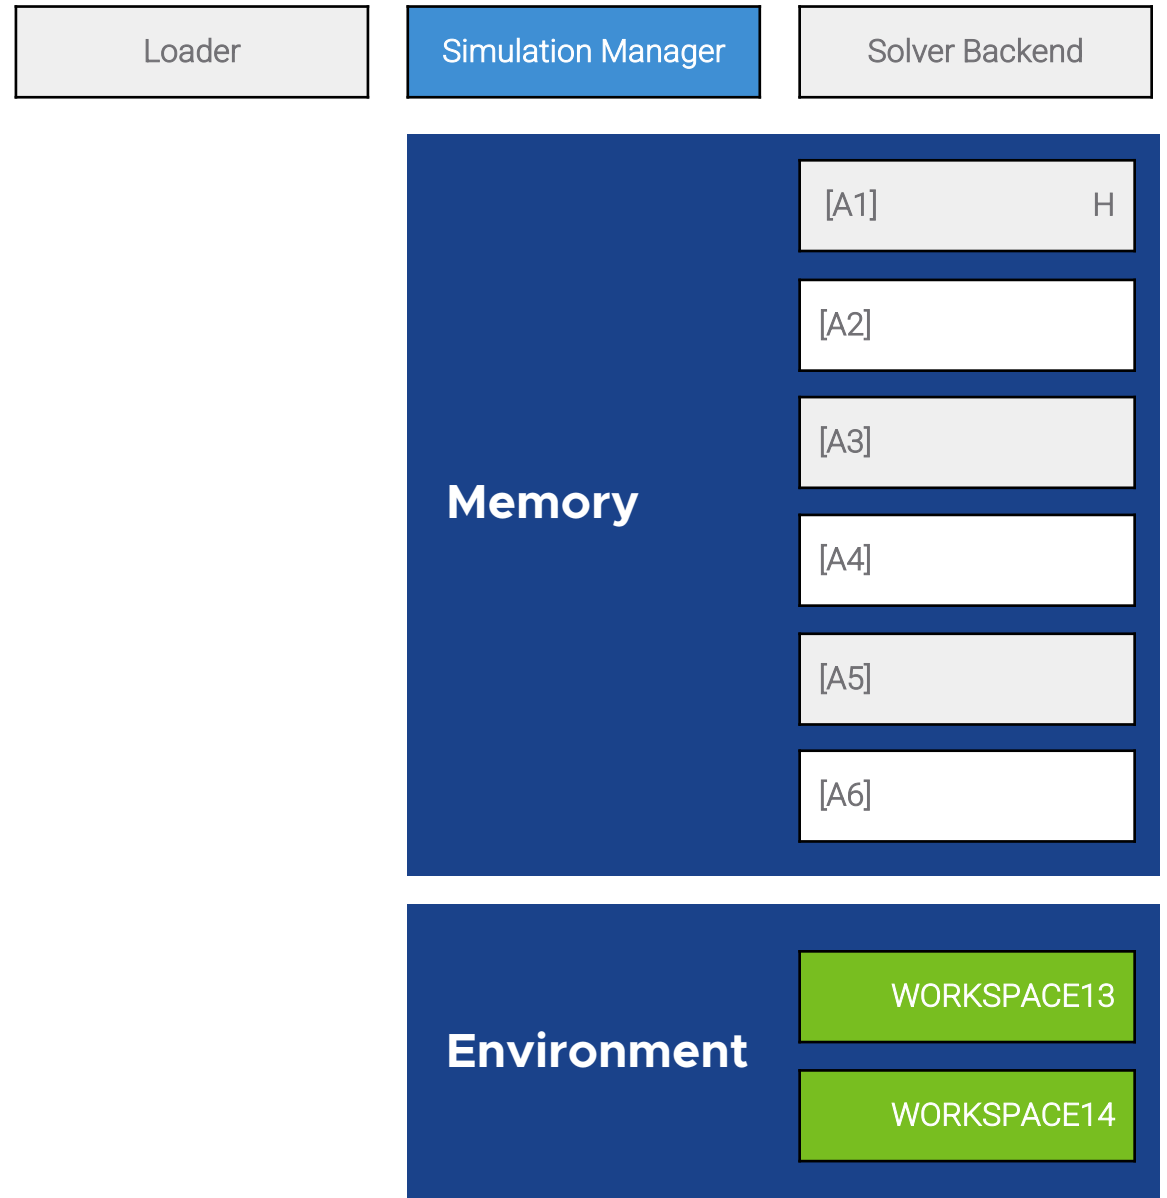 Loader
Simulation Manager
Solver Backend
[A1] H
[A2]
[A3]
Memory
[A4]
[A5]
[A6]
WORKSPACE13
Environment
WORKSPACE14